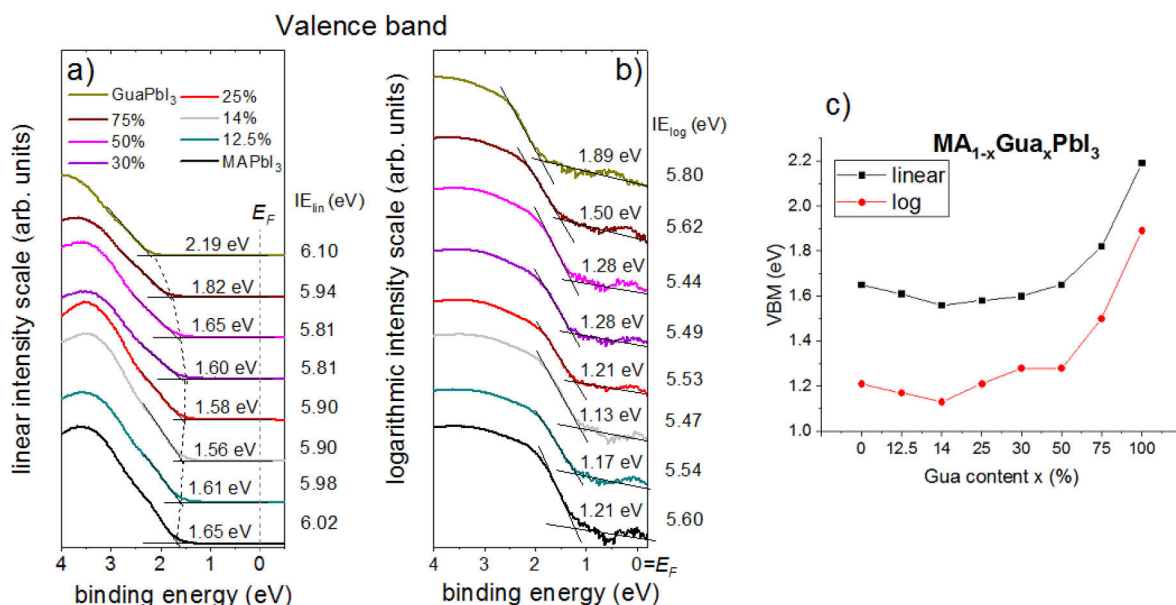 Valence band
a)
GuaPbI₃
75%
50%
30%
25%
14%
12.5%
MAPbI₃
linear intensity scale (arb. units)
E_F
IE_lin (eV)
2.19 eV
6.10
1.82 eV
5.94
1.65 eV
5.81
1.60 eV
5.81
1.58 eV
5.90
1.56 eV
5.90
1.61 eV
5.98
1.65 eV
6.02
4 3 2 1 0
binding energy (eV)
b)
logarithmic intensity scale (arb. units)
IE_log (eV)
1.89 eV
5.80
1.50 eV
5.62
1.28 eV
5.44
1.28 eV
5.49
1.21 eV
5.53
1.13 eV
5.47
1.17 eV
5.54
1.21 eV
5.60
4 3 2 1 0=E_F
binding energy (eV)
c)
MA₁₋ₓGuaₓPbI₃
linear
log
VBM (eV)
2.2
2.0
1.8
1.6
1.4
1.2
1.0
0 12.5 14 25 30 50 75 100
Gua content x (%)